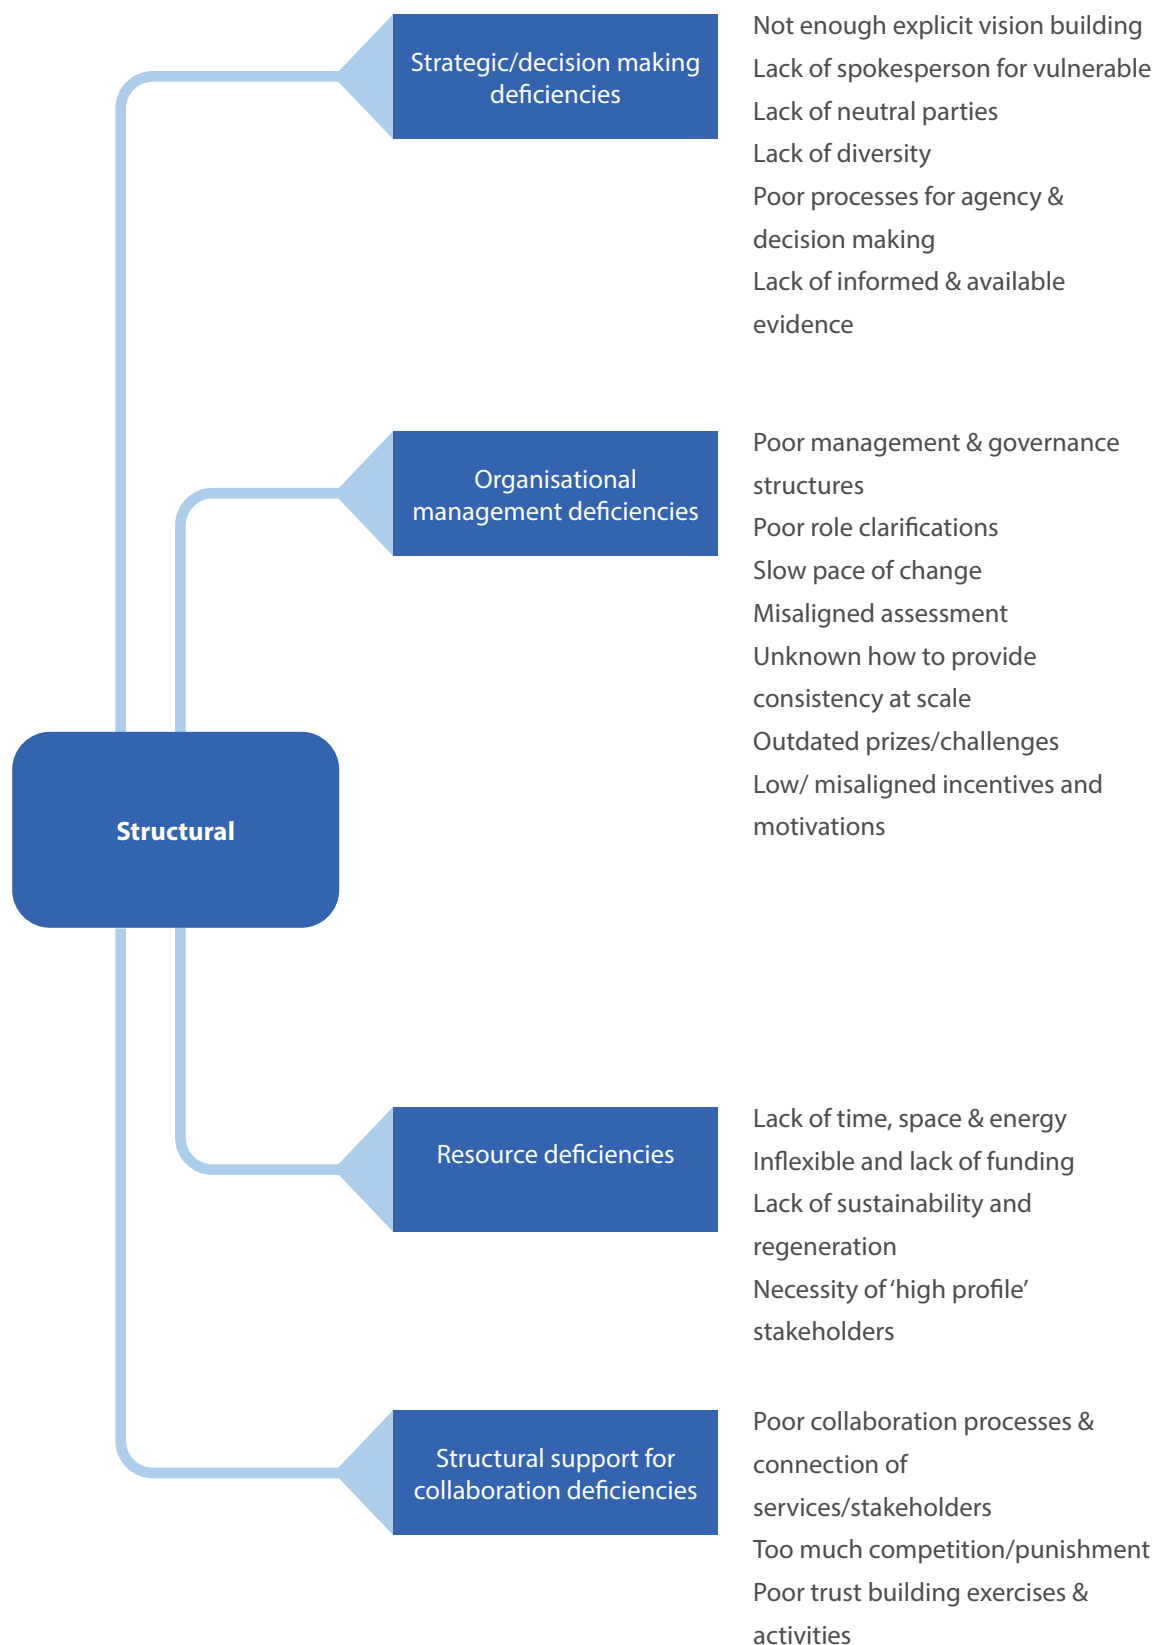 Strategic/decision making
deficiencies
Not enough explicit vision building
Lack of spokesperson for vulnerable
Lack of neutral parties
Lack of diversity
Poor processes for agency &
decision making
Lack of informed & available
evidence
Organisational
management deficiencies
Poor management & governance
structures
Poor role clarifications
Slow pace of change
Misaligned assessment
Unknown how to provide
consistency at scale
Outdated prizes/challenges
Low/ misaligned incentives and
motivations
Structural
Resource deficiencies
Lack of time, space & energy
Inflexible and lack of funding
Lack of sustainability and
regeneration
Necessity of ‘high profile’
stakeholders
Structural support for
collaboration deficiencies
Poor collaboration processes &
connection of
services/stakeholders
Too much competition/punishment
Poor trust building exercises &
activities